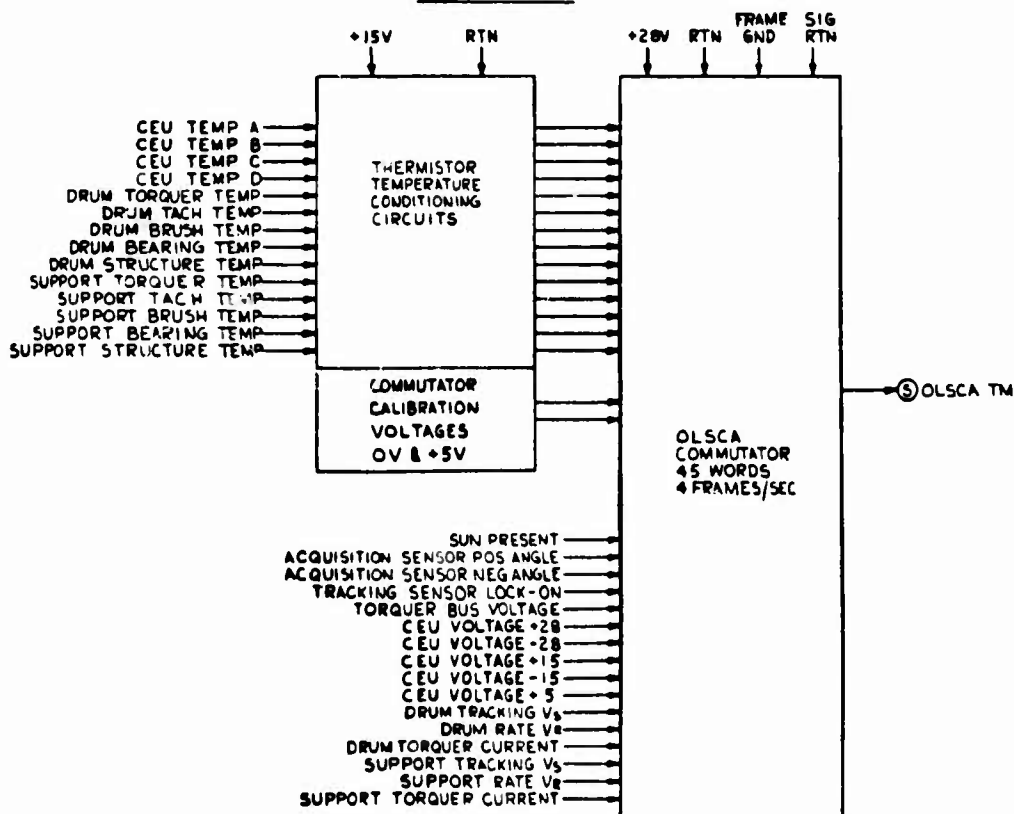 +15V RTN
+28V RTN FRAME GND SIG RTN
CEU TEMP A
CEU TEMP B
CEU TEMP C
CEU TEMP D
DRUM TORQUER TEMP
DRUM TACH TEMP
DRUM BRUSH TEMP
DRUM BEARING TEMP
DRUM STRUCTURE TEMP
SUPPORT TORQUER TEMP
SUPPORT TACH TEMP
SUPPORT BRUSH TEMP
SUPPORT BEARING TEMP
SUPPORT STRUCTURE TEMP
THERMISTOR
TEMPERATURE
CONDITIONING
CIRCUITS
COMMUTATOR
CALIBRATION
VOLTAGES
0V & +5V
OLSCA
COMMUTATOR
45 WORDS
4 FRAMES/SEC
S OLSCA TM
SUN PRESENT
ACQUISITION SENSOR POS ANGLE
ACQUISITION SENSOR NEG ANGLE
TRACKING SENSOR LOCK-ON
TORQUER BUS VOLTAGE
CEU VOLTAGE +28
CEU VOLTAGE -28
CEU VOLTAGE +15
CEU VOLTAGE -15
CEU VOLTAGE + 5
DRUM TRACKING VS
DRUM RATE VR
DRUM TORQUER CURRENT
SUPPORT TRACKING VS
SUPPORT RATE VR
SUPPORT TORQUER CURRENT